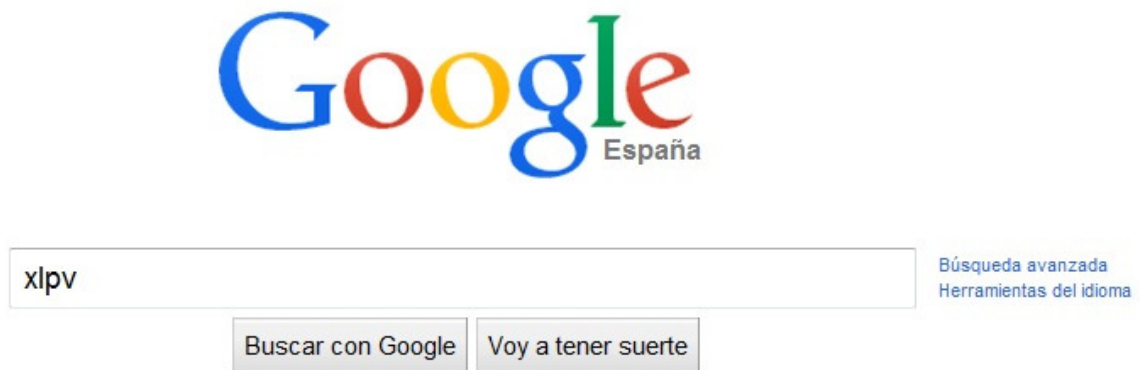 Google
España
xlpv
Búsqueda avanzada
Herramientas del idioma
Buscar con Google
Voy a tener suerte